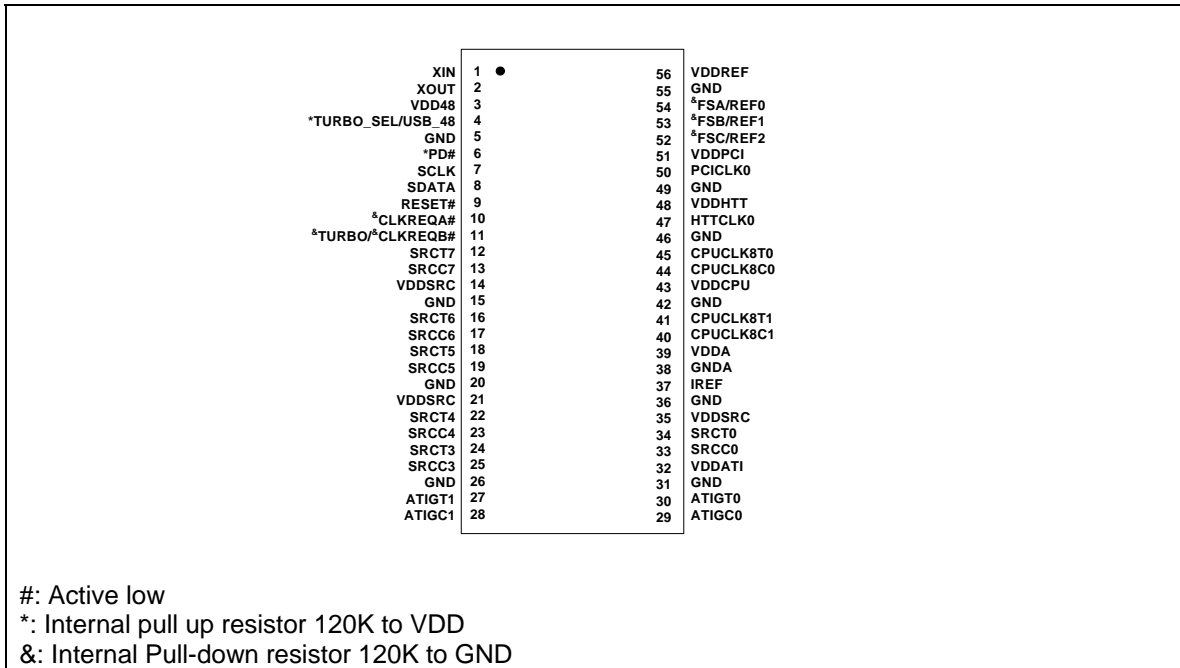 XIN 1 56 VDDREF
XOUT 2 55 GND
VDD48 3 54 &FSA/REF0
*TURBO_SEL/USB_48 4 53 &FSB/REF1
GND 5 52 &FSC/REF2
*PD# 6 51 VDDPCI
SCLK 7 50 PCICLK0
SDATA 8 49 GND
RESET# 9 48 VDDHTT
&CLKREQA# 10 47 HTTCLK0
&TURBO/&CLKREQB# 11 46 GND
SRCT7 12 45 CPUCLK8T0
SRCC7 13 44 CPUCLK8C0
VDDSRC 14 43 VDDCPU
GND 15 42 GND
SRCT6 16 41 CPUCLK8T1
SRCC6 17 40 CPUCLK8C1
SRCT5 18 39 VDDA
SRCC5 19 38 GNDA
GND 20 37 IREF
VDDSRC 21 36 GND
SRCT4 22 35 VDDSRC
SRCC4 23 34 SRCT0
SRCT3 24 33 SRCC0
SRCC3 25 32 VDDATI
GND 26 31 GND
ATIGT1 27 30 ATIGT0
ATIGC1 28 29 ATIGC0
#: Active low
*: Internal pull up resistor 120K to VDD
&: Internal Pull-down resistor 120K to GND